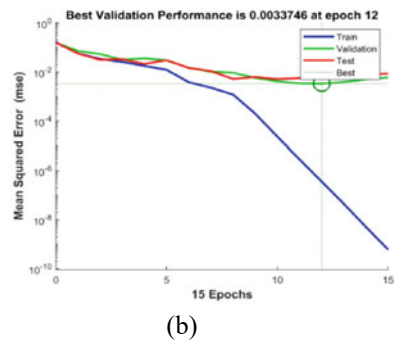 Best Validation Performance is 0.0033746 at epoch 12
10^0
Train
Validation
Test
Best
10^-2
10^-4
10^-6
10^-8
10^-10
Mean Squared Error (mse)
0 5 10 15
15 Epochs
(b)